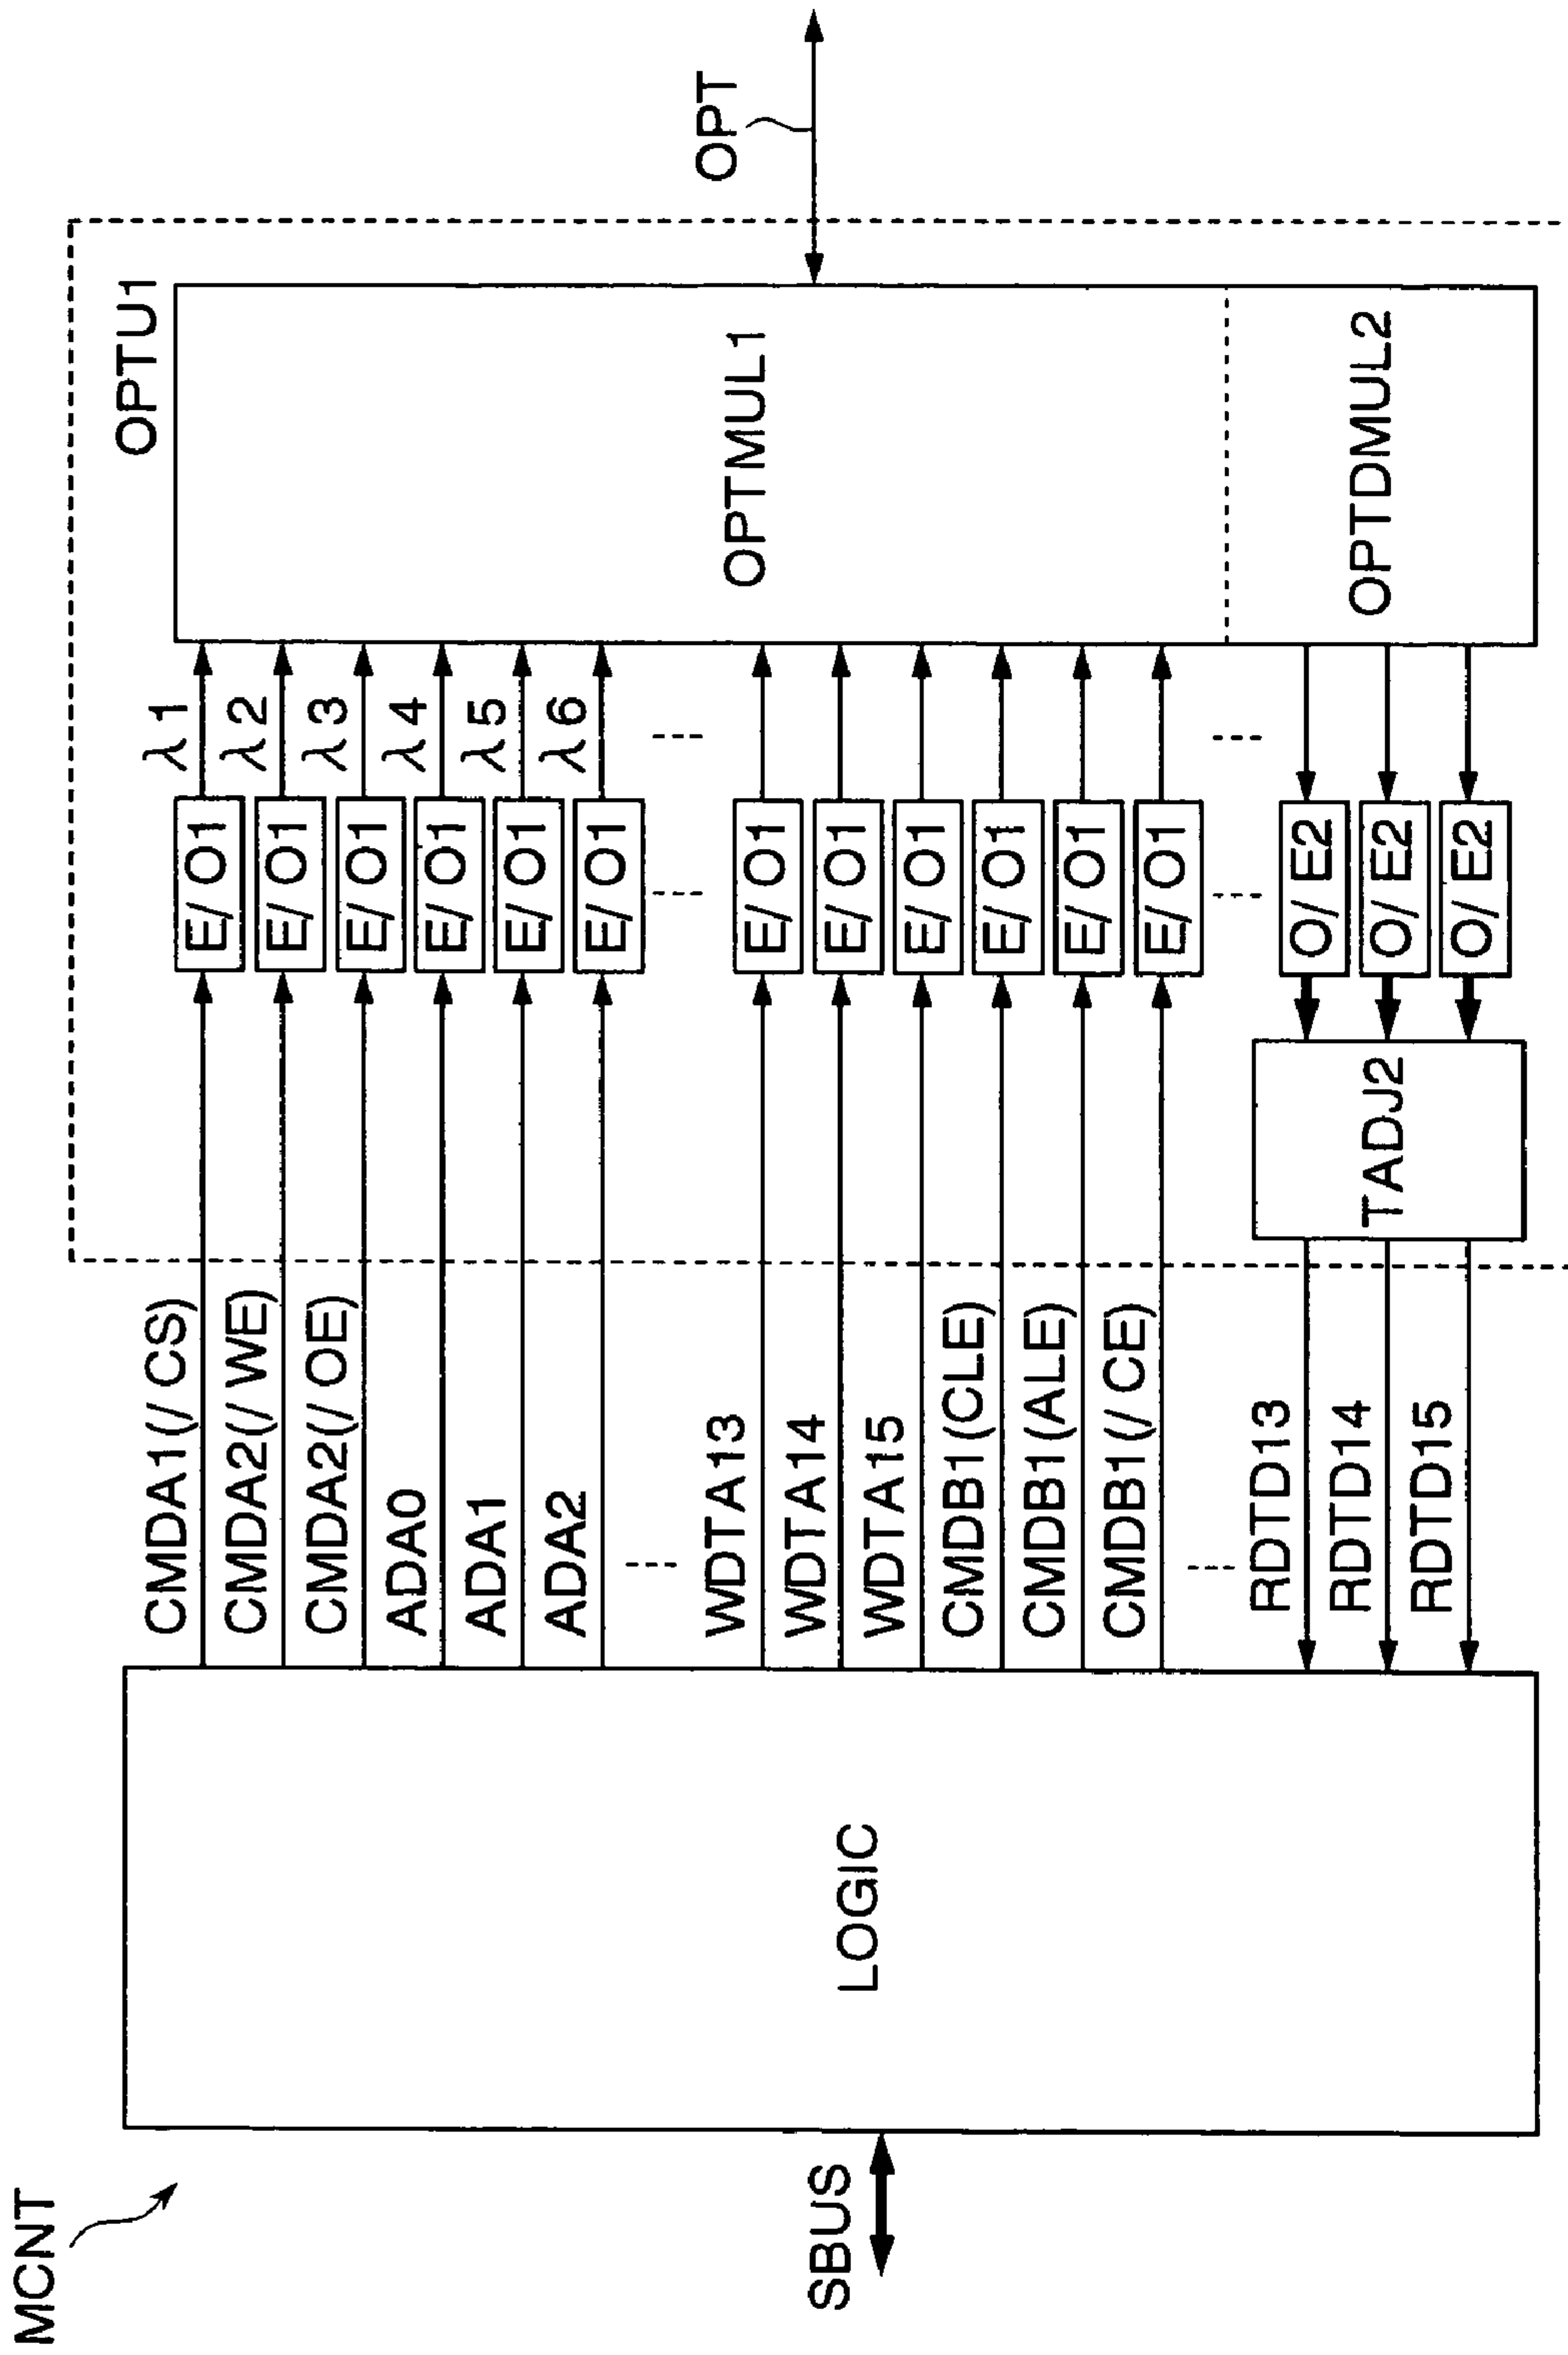 MCNT
SBUS
LOGIC
CMDA1(/CS)
CMDA2(/WE)
CMDA2(/OE)
ADA0
ADA1
ADA2
WDTA13
WDTA14
WDTA15
CMDB1(CLE)
CMDB1(ALE)
CMDB1(/CE)
RDTD13
RDTD14
RDTD15
TADJ2
E/O1
E/O1
E/O1
E/O1
E/O1
E/O1
E/O1
E/O1
E/O1
E/O1
E/O1
E/O1
O/E2
O/E2
O/E2
λ1
λ2
λ3
λ4
λ5
λ6
OPTU1
OPTMUL1
OPTDMUL2
OPT